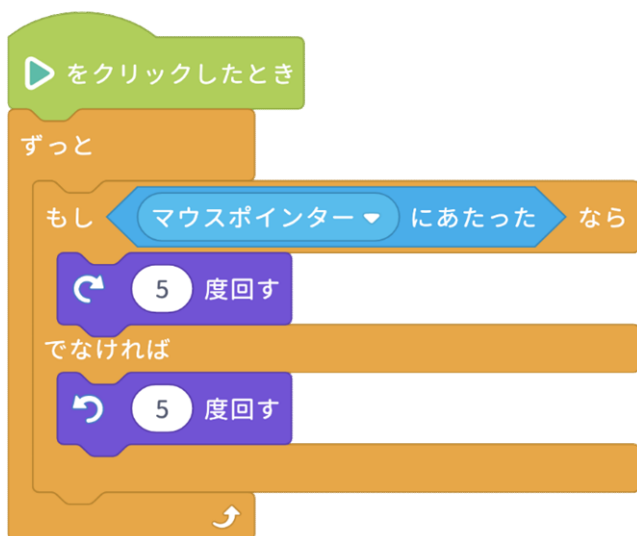 をクリックしたとき
ずっと
もし マウスポインター にあたった なら
5 度回す
でなければ
5 度回す